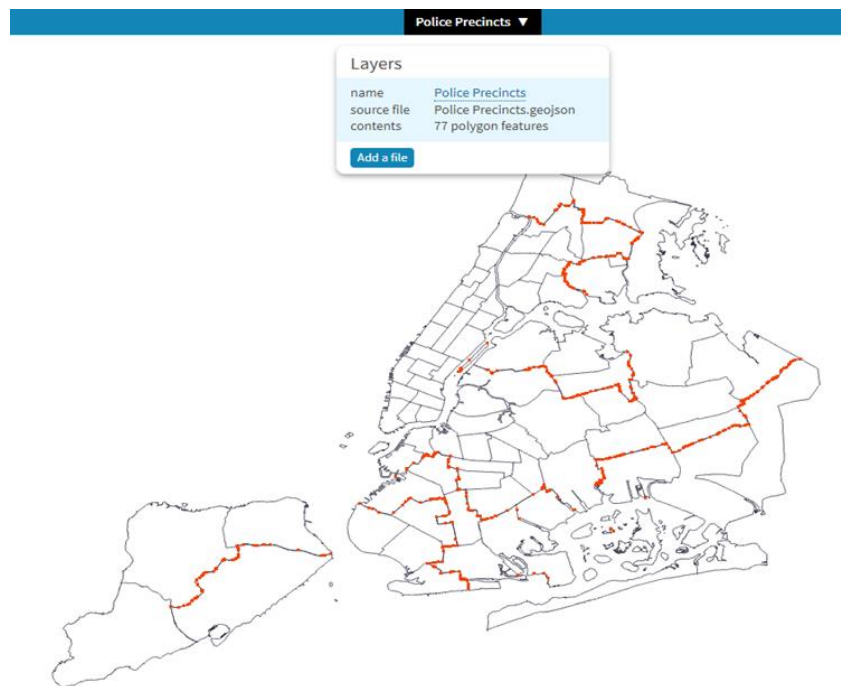 Police Precincts ▼
Layers
name Police Precincts
source file Police Precincts.geojson
contents 77 polygon features
Add a file